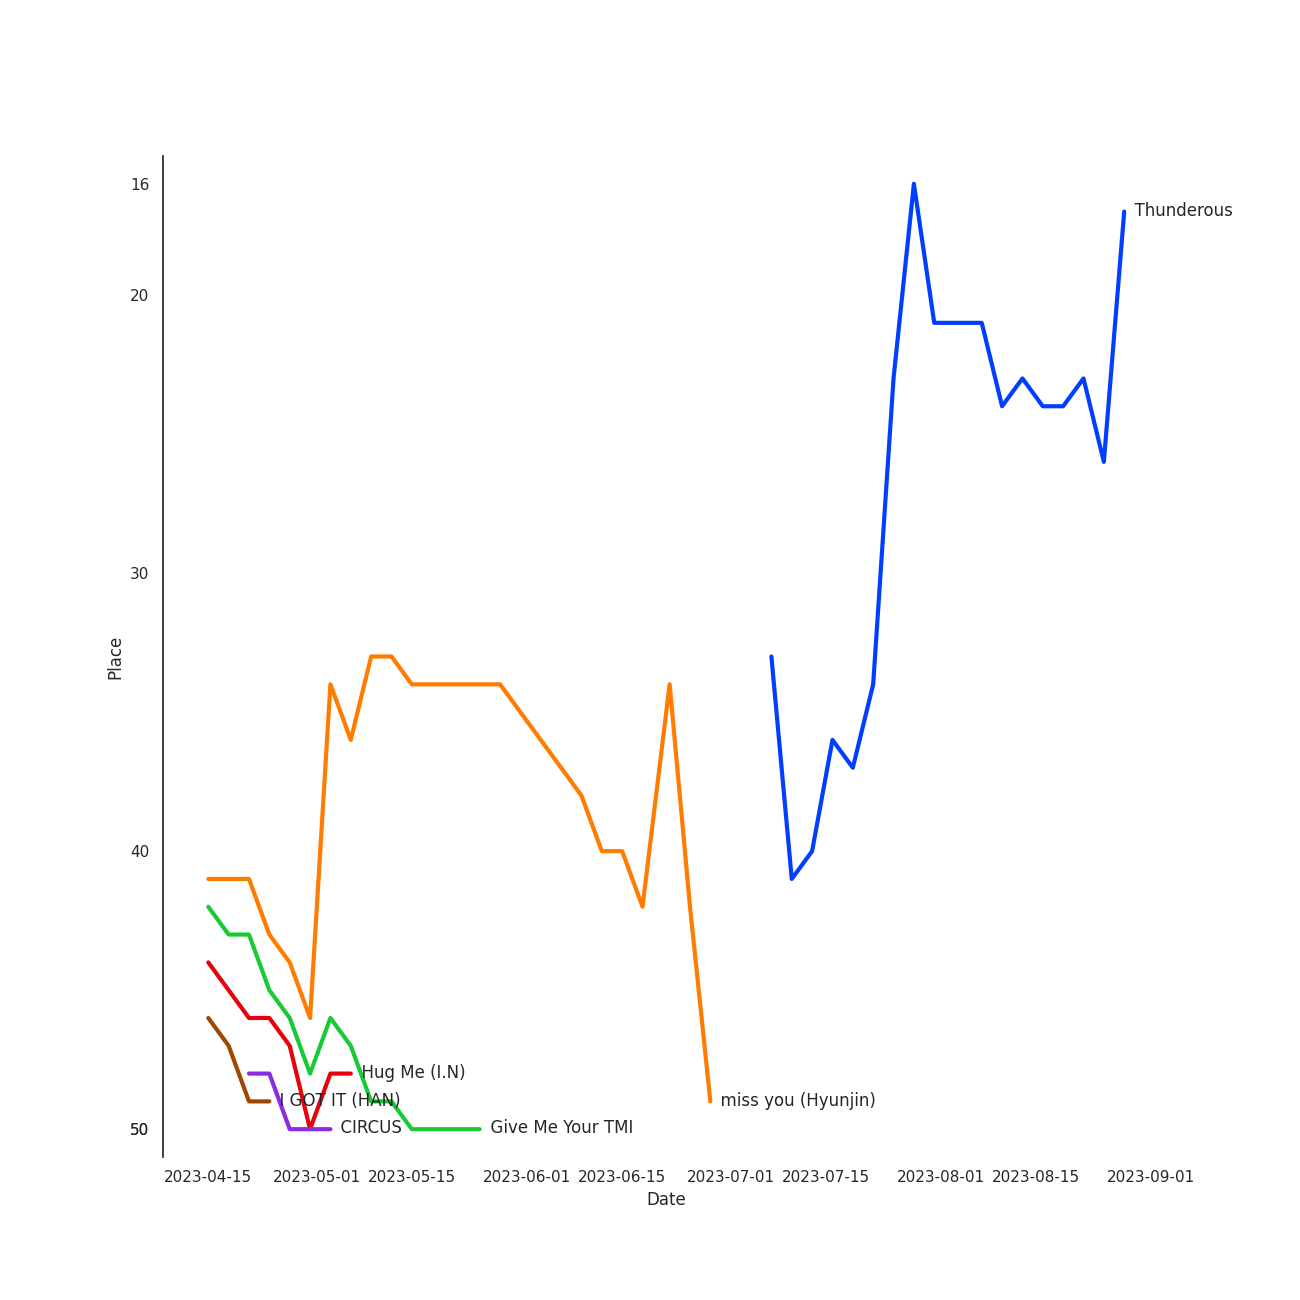 16
Thunderous
20
30
Place
40
Hug Me (I.N)
I GOT IT (HAN)
miss you (Hyunjin)
CIRCUS
Give Me Your TMI
50
2023-04-15 2023-05-01 2023-05-15 2023-06-01 2023-06-15 2023-07-01 2023-07-15 2023-08-01 2023-08-15 2023-09-01
Date